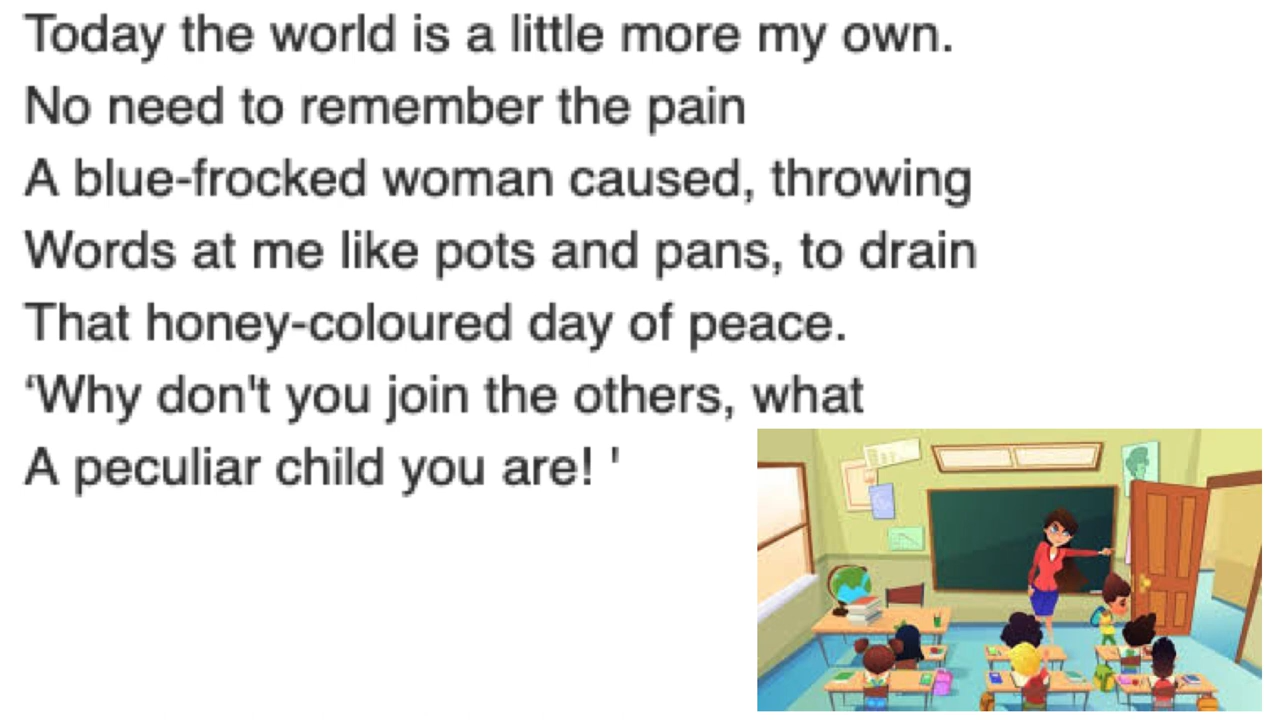 Today the world is a little more my own.
No need to remember the pain
A blue-frocked woman caused, throwing
Words at me like pots and pans, to drain
That honey-coloured day of peace.
‘Why don't you join the others, what
A peculiar child you are! '